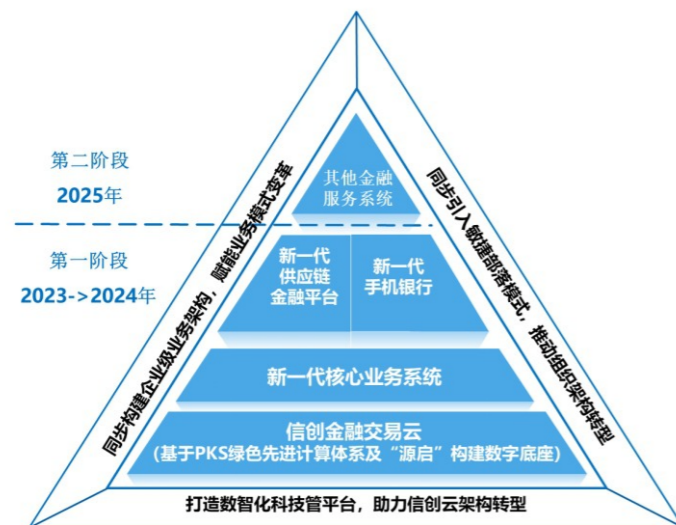 第二阶段
2025年
第一阶段
2023->2024年
同步构建企业级业务架构，赋能业务模式变革
其他金融
服务系统
新一代
供应链
金融平台
新一代
手机银行
新一代核心业务系统
信创金融交易云
（基于PKS绿色先进计算体系及“源启”构建数字底座）
同步引入敏捷部落模式，推动组织架构转型
打造数智化科技管平台，助力信创云架构转型